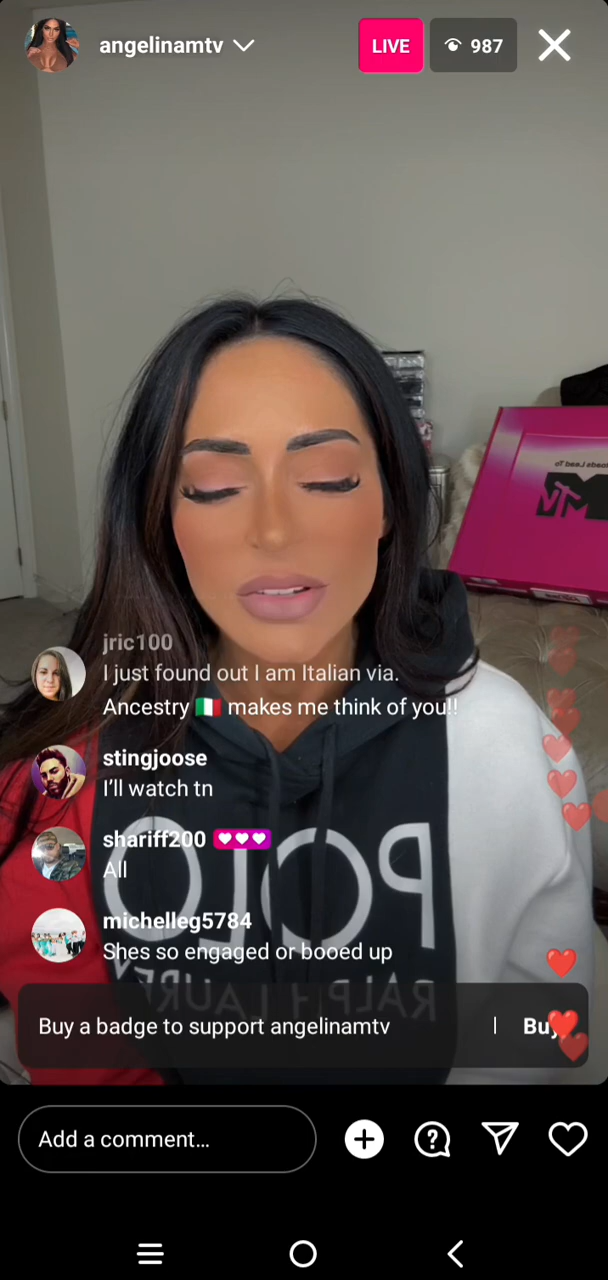 angelinamtv
LIVE
987
MTV
jric100
I just found out I am Italian via.
Ancestry 🇮🇹 makes me think of you!!
stingjoose
I'll watch tn
shariff200
All
michelleg5784
Shes so engaged or booed up
POLO
RALPH LAUREN
Buy a badge to support angelinamtv
Buy
Add a comment...